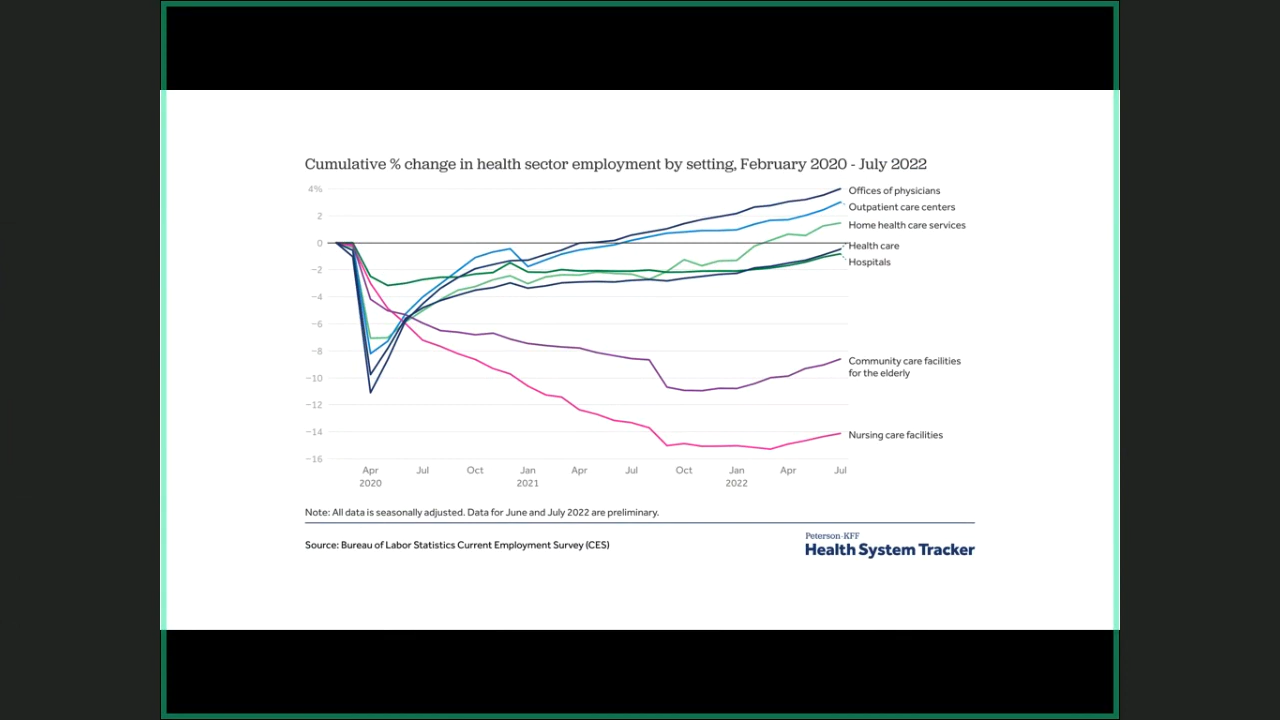 Cumulative % change in health sector employment by setting, February 2020 - July 2022
4%
2
0
−2
−4
−6
−8
−10
−12
−14
−16
Offices of physicians
Outpatient care centers
Home health care services
Health care
Hospitals
Community care facilities
for the elderly
Nursing care facilities
Apr Jul Oct Jan Apr Jul Oct Jan Apr Jul
2020 2021 2022
Note: All data is seasonally adjusted. Data for June and July 2022 are preliminary.
Source: Bureau of Labor Statistics Current Employment Survey (CES)
Peterson-KFF
Health System Tracker